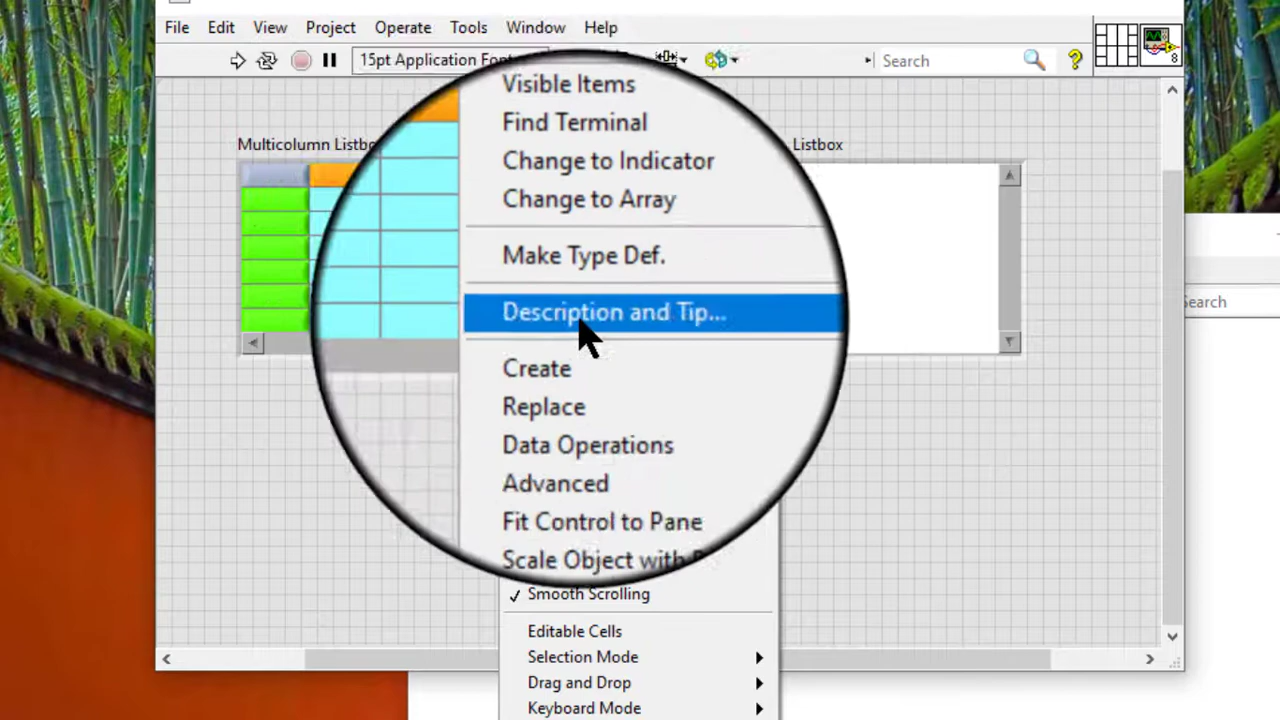 File Edit View Project Operate Tools Window Help
15pt Application Font
Search
?
8
Multicolumn Listbo
Listbox
Search
Visible Items
Find Terminal
Change to Indicator
Change to Array
Make Type Def.
Description and Tip...
Create
Replace
Data Operations
Advanced
Fit Control to Pane
Scale Object with
Smooth Scrolling
Editable Cells
Selection Mode
Drag and Drop
Keyboard Mode